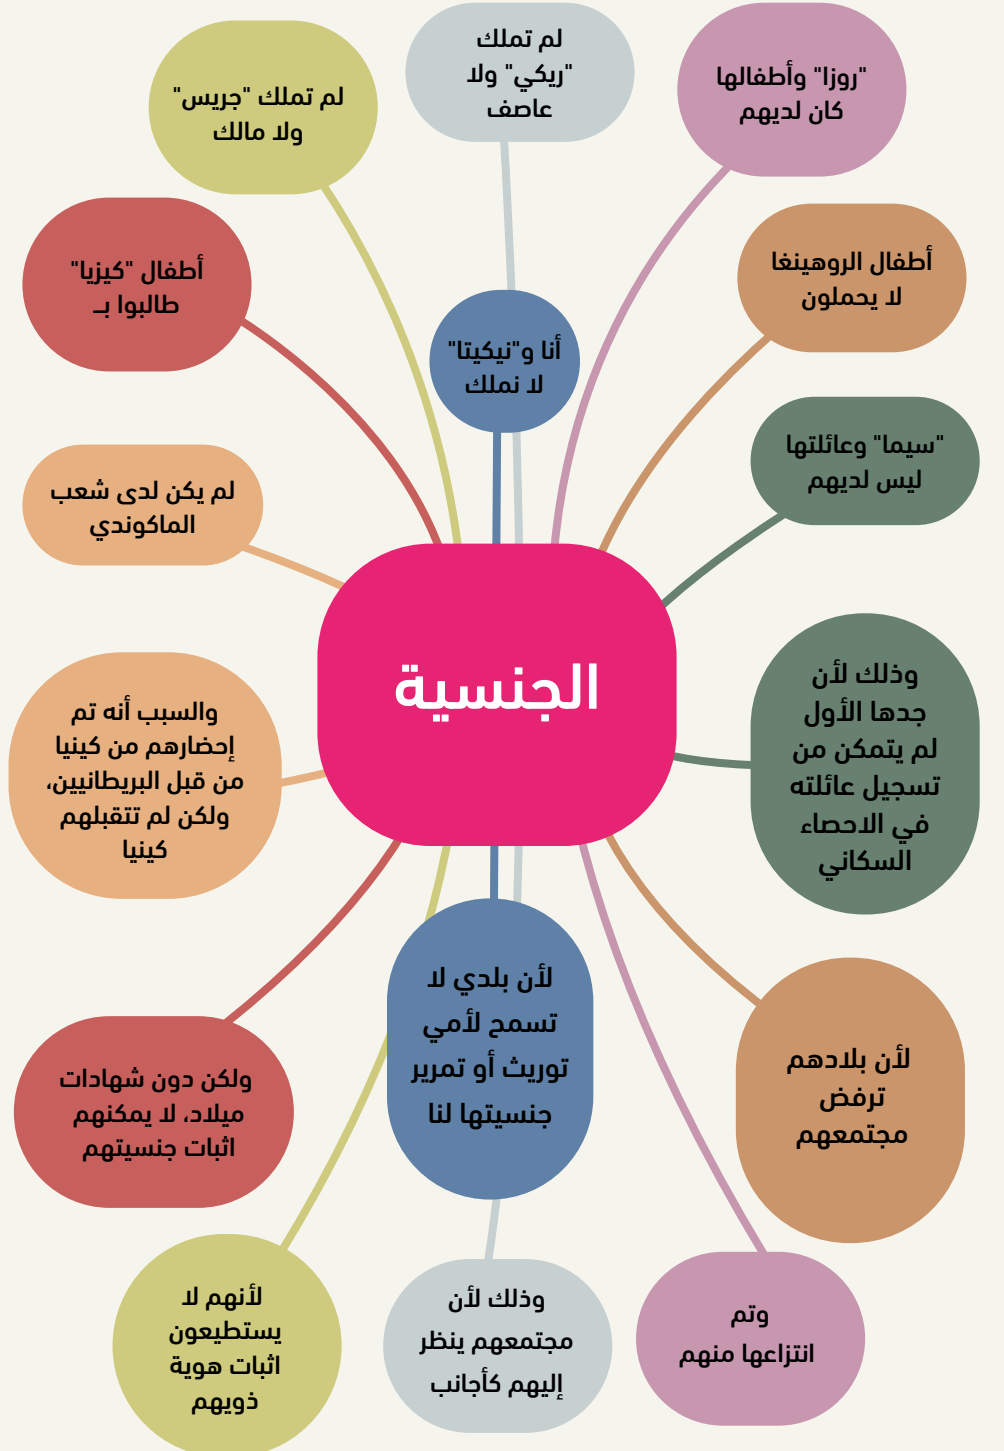 "روزا" وأطفالها
كان لديهم
لم تملك
"ريكي" ولا
عاصف
لم تملك "جريس"
ولا مالك
أطفال الروهينغا
لا يحملون
أطفال "كيزيا"
طالبوا بـ
أنا و"نيكيتا"
لا نملك
"سيما" وعائلتها
ليس لديهم
لم يكن لدى شعب
الماكوندي
الجنسية
وذلك لأن
جدها الأول
لم يتمكن من
تسجيل عائلته
في الاحصاء
السكاني
والسبب أنه تم
إحضارهم من كينيا
من قبل البريطانيين،
ولكن لم تتقبلهم
كينيا
لأن بلدي لا
تسمح لأمي
توريث أو تمرير
جنسيتها لنا
لأن بلادهم
ترفض
مجتمعهم
ولكن دون شهادات
ميلاد، لا يمكنهم
اثبات جنسيتهم
وتم
انتزاعها منهم
وذلك لأن
مجتمعهم ينظر
إليهم كأجانب
لأنهم لا
يستطيعون
اثبات هوية
ذويهم